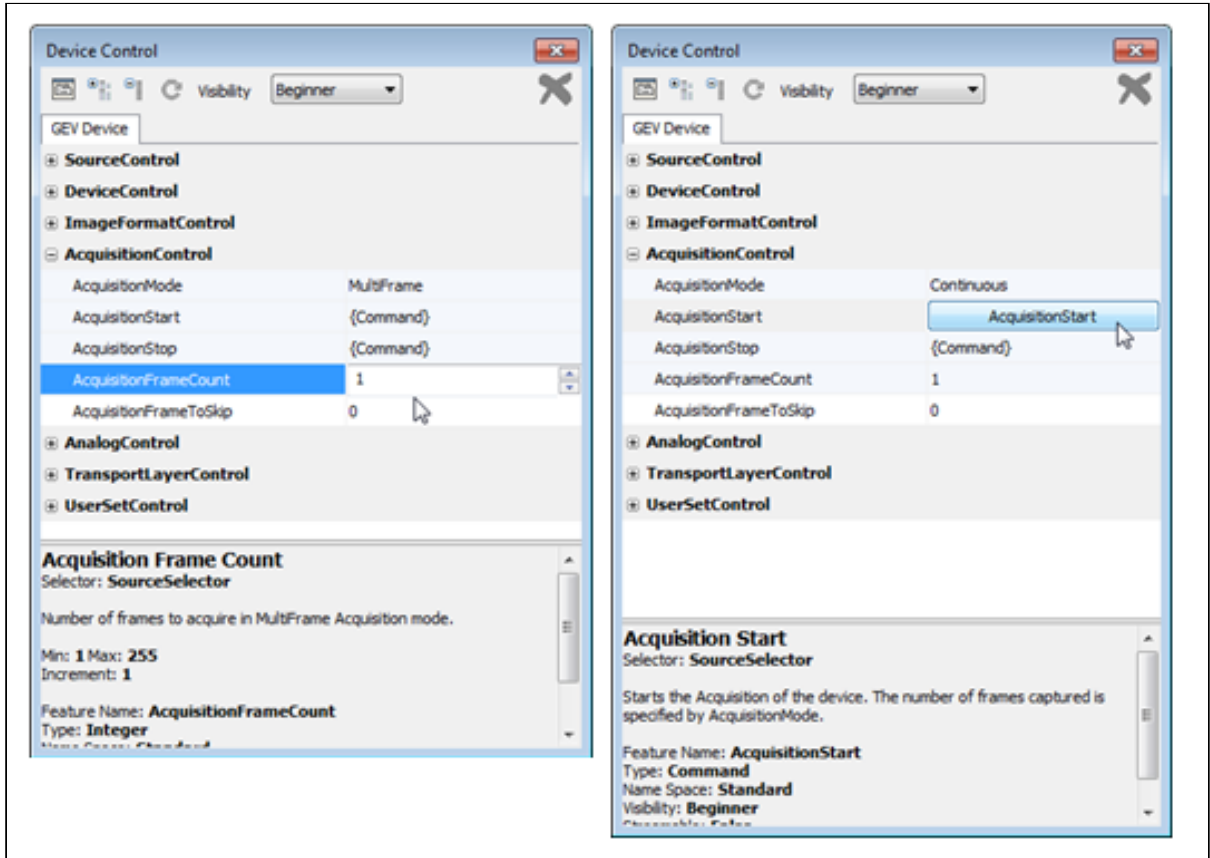 Device Control
Visibility Beginner
GEV Device
SourceControl
DeviceControl
ImageFormatControl
AcquisitionControl
AcquisitionMode MultiFrame
AcquisitionStart {Command}
AcquisitionStop {Command}
AcquisitionFrameCount 1
AcquisitionFrameToSkip 0
AnalogControl
TransportLayerControl
UserSetControl
Acquisition Frame Count
Selector: SourceSelector
Number of frames to acquire in MultiFrame Acquisition mode.
Min: 1 Max: 255
Increment: 1
Feature Name: AcquisitionFrameCount
Type: Integer
Name Space: Standard
Device Control
Visibility Beginner
GEV Device
SourceControl
DeviceControl
ImageFormatControl
AcquisitionControl
AcquisitionMode Continuous
AcquisitionStart AcquisitionStart
AcquisitionStop {Command}
AcquisitionFrameCount 1
AcquisitionFrameToSkip 0
AnalogControl
TransportLayerControl
UserSetControl
Acquisition Start
Selector: SourceSelector
Starts the Acquisition of the device. The number of frames captured is
specified by AcquisitionMode.
Feature Name: AcquisitionStart
Type: Command
Name Space: Standard
Visibility: Beginner
Streamable: False